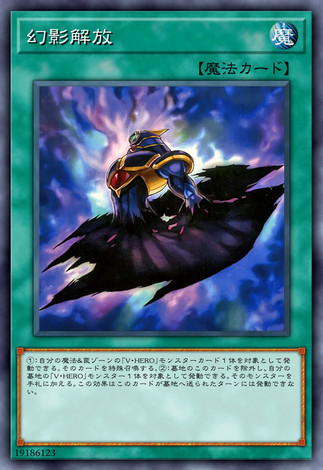 幻影解放
魔
【魔法カード】
①:自分の魔法&罠ゾーンの「V・HERO」モンスターカード1体を対象として発
動できる。そのカードを特殊召喚する。②:墓地のこのカードを除外し、自分の
墓地の「V・HERO」モンスター1体を対象として発動できる。そのモンスターを
手札に加える。この効果はこのカードが墓地へ送られたターンには発動できな
い。
19186123